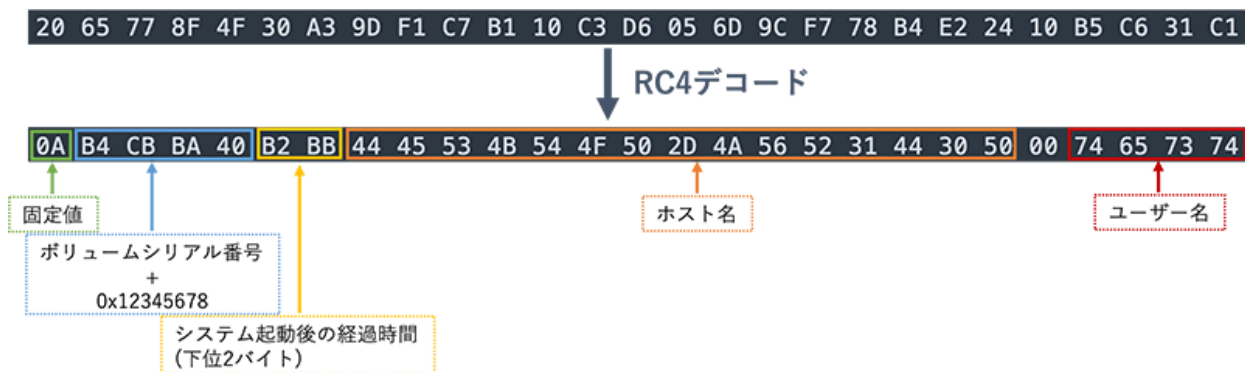 20 65 77 8F 4F 30 A3 9D F1 C7 B1 10 C3 D6 05 6D 9C F7 78 B4 E2 24 10 B5 C6 31 C1
RC4デコード
0A B4 CB BA 40 B2 BB 44 45 53 4B 54 4F 50 2D 4A 56 52 31 44 30 50 00 74 65 73 74
固定値
ホスト名
ユーザー名
ボリュームシリアル番号
+
0x12345678
システム起動後の経過時間
(下位2バイト)